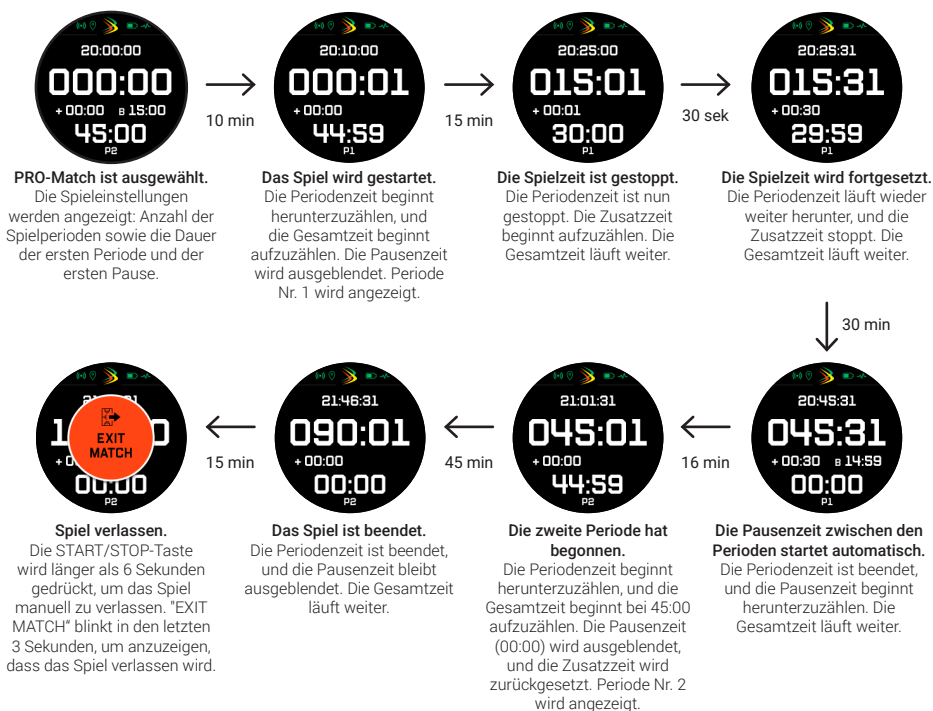 20:00:00
000:00
+ 00:00 B 15:00
45:00
P2
PRO-Match ist ausgewählt.
Die Spieleinstellungen
werden angezeigt: Anzahl der
Spielperioden sowie die Dauer
der ersten Periode und der
ersten Pause.
10 min
20:10:00
000:01
+ 00:00
44:59
P1
Das Spiel wird gestartet.
Die Periodenzeit beginnt
herunterzuzählen, und
die Gesamtzeit beginnt
aufzuzählen. Die Pausenzeit
wird ausgeblendet. Periode
Nr. 1 wird angezeigt.
15 min
20:25:00
015:01
+ 00:01
30:00
P1
Die Spielzeit ist gestoppt.
Die Periodenzeit ist nun
gestoppt. Die Zusatzzeit
beginnt aufzuzählen. Die
Gesamtzeit läuft weiter.
30 sek
20:25:31
015:31
+ 00:30
29:59
P1
Die Spielzeit wird fortgesetzt.
Die Periodenzeit läuft wieder
weiter herunter, und die
Zusatzzeit stoppt. Die
Gesamtzeit läuft weiter.
30 min
20:45:31
045:31
+ 00:30 B 14:59
00:00
P1
Die Pausenzeit zwischen den
Perioden startet automatisch.
Die Periodenzeit ist beendet,
und die Pausenzeit beginnt
herunterzuzählen. Die
Gesamtzeit läuft weiter.
16 min
21:01:31
045:01
+ 00:00
44:59
P2
Die zweite Periode hat
begonnen.
Die Periodenzeit beginnt
herunterzuzählen, und die
Gesamtzeit beginnt bei 45:00
aufzuzählen. Die Pausenzeit
(00:00) wird ausgeblendet,
und die Zusatzzeit wird
zurückgesetzt. Periode Nr. 2
wird angezeigt.
45 min
21:46:31
090:01
+ 00:00
00:00
P2
Das Spiel ist beendet.
Die Periodenzeit ist beendet,
und die Pausenzeit bleibt
ausgeblendet. Die Gesamtzeit
läuft weiter.
15 min
EXIT
MATCH
00:00
P2
Spiel verlassen.
Die START/STOP-Taste
wird länger als 6 Sekunden
gedrückt, um das Spiel
manuell zu verlassen. "EXIT
MATCH" blinkt in den letzten
3 Sekunden, um anzuzeigen,
dass das Spiel verlassen wird.